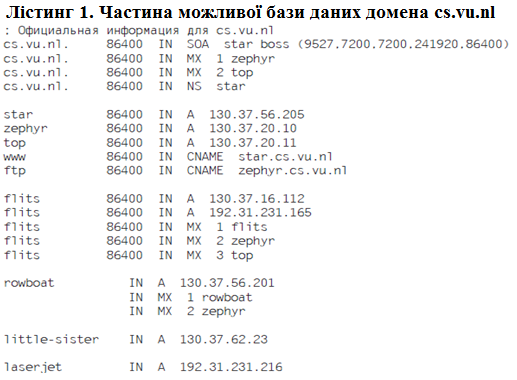 Лістинг 1. Частина можливої бази даних домена cs.vu.nl
: Официальная информация для cs.vu.nl
cs.vu.nl. 86400 IN SOA star boss (9527.7200.7200.241920.86400)
cs.vu.nl. 86400 IN MX 1 zephyr
cs.vu.nl. 86400 IN MX 2 top
cs.vu.nl. 86400 IN NS star
star 86400 IN A 130.37.56.205
zephyr 86400 IN A 130.37.20.10
top 86400 IN A 130.37.20.11
www 86400 IN CNAME star.cs.vu.nl
ftp 86400 IN CNAME zephyr.cs.vu.nl
flits 86400 IN A 130.37.16.112
flits 86400 IN A 192.31.231.165
flits 86400 IN MX 1 flits
flits 86400 IN MX 2 zephyr
flits 86400 IN MX 3 top
rowboat IN A 130.37.56.201
IN MX 1 rowboat
IN MX 2 zephyr
little-sister IN A 130.37.62.23
laserjet IN A 192.31.231.216